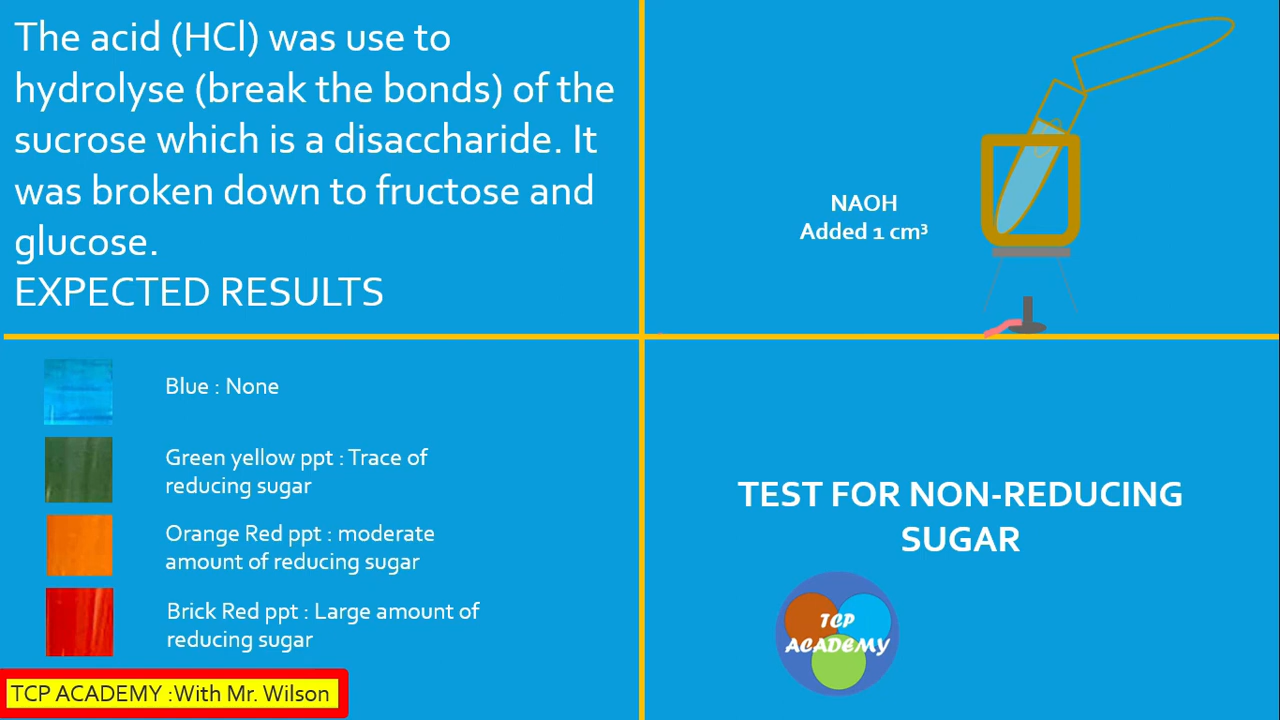 The acid (HCl) was use to
hydrolyse (break the bonds) of the
sucrose which is a disaccharide. It
was broken down to fructose and
glucose.
EXPECTED RESULTS
NAOH
Added 1 cm³
Blue : None
Green yellow ppt : Trace of
reducing sugar
Orange Red ppt : moderate
amount of reducing sugar
Brick Red ppt : Large amount of
reducing sugar
TEST FOR NON-REDUCING
SUGAR
TCP
ACADEMY
TCP ACADEMY :With Mr. Wilson